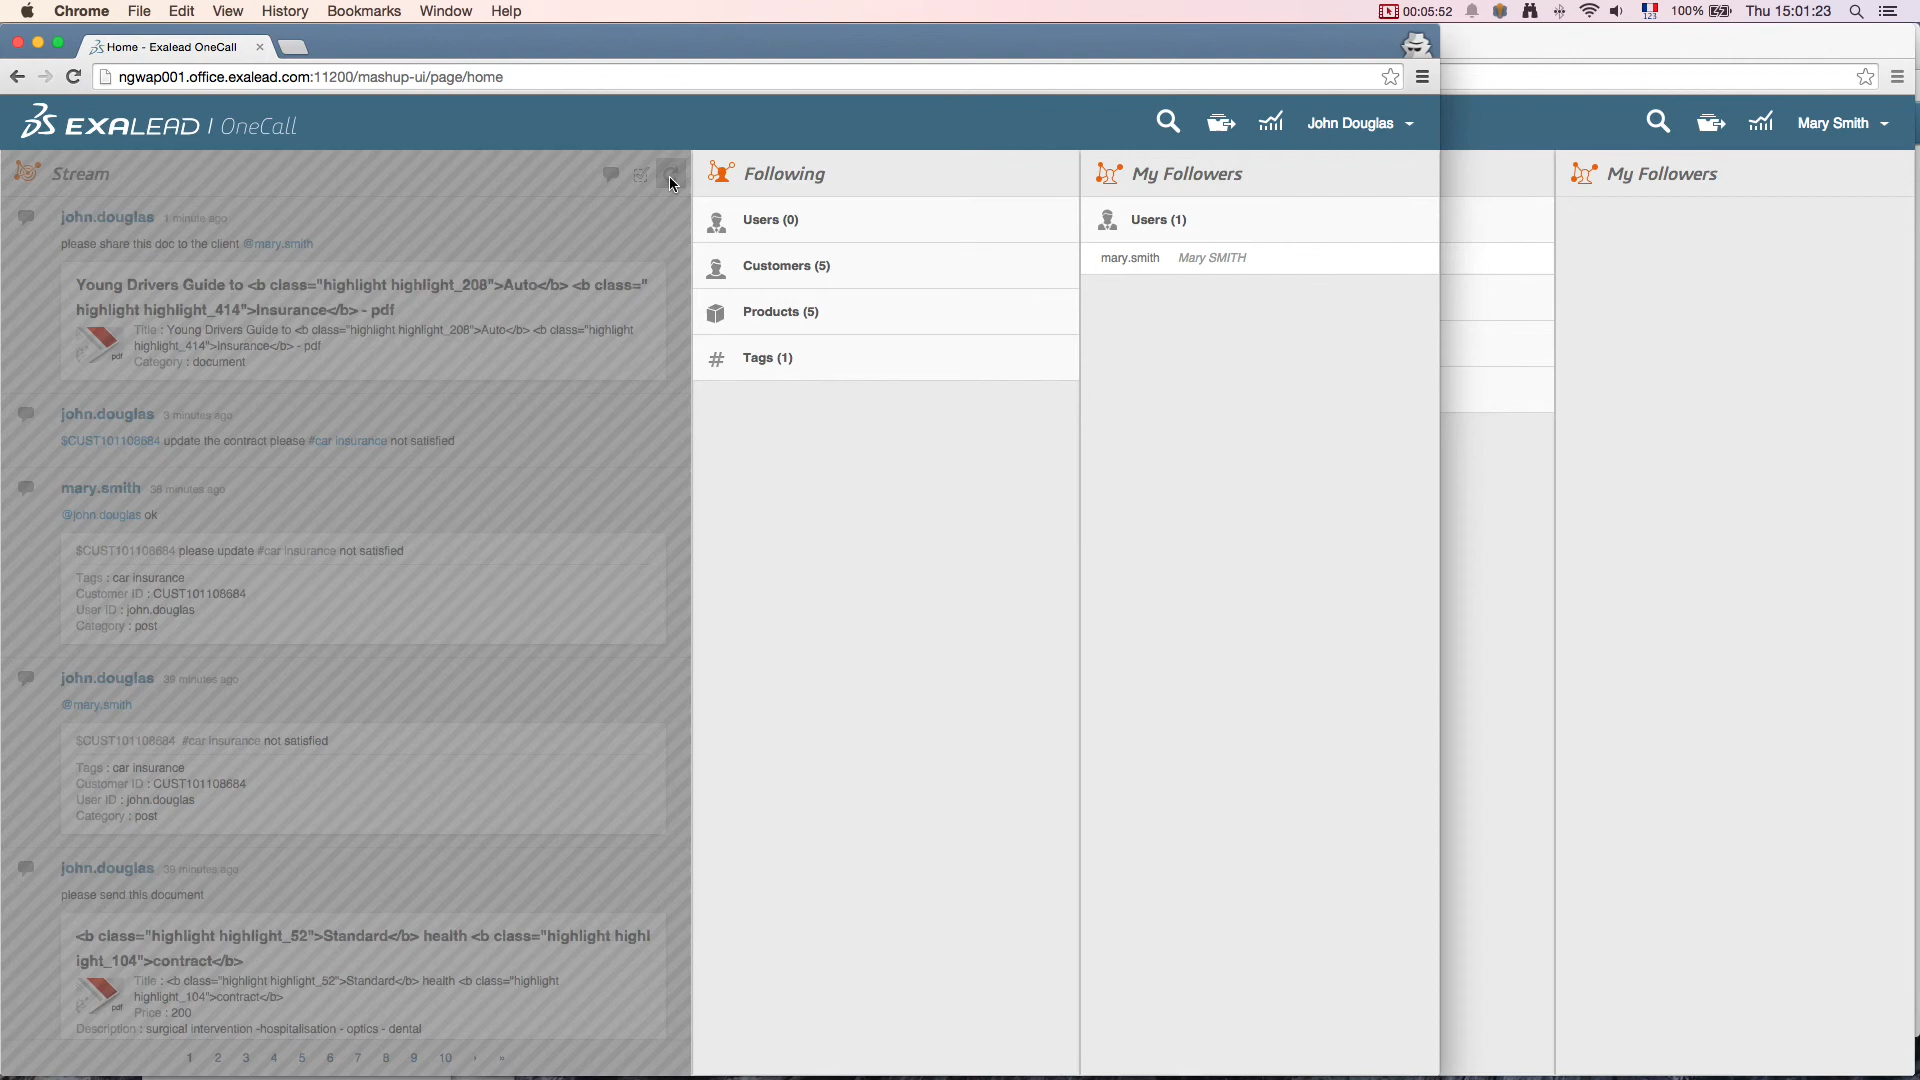 Chrome File Edit View History Bookmarks Window Help
00:05:52 123 100% Thu 15:01:23
Home - Exalead OneCall
ngwap001.office.exalead.com:11200/mashup-ui/page/home
EXALEAD | OneCall
John Douglas
Mary Smith
Stream
john.douglas 1 minute ago
please share this doc to the client @mary.smith
Young Drivers Guide to <b class="highlight highlight_208">Auto</b> <b class="
highlight highlight_414">Insurance</b> - pdf
Title : Young Drivers Guide to <b class="highlight highlight_208">Auto</b> <b class="highlight
highlight_414">Insurance</b> - pdf
pdf
Category : document
john.douglas 3 minutes ago
$CUST101108684 update the contract please #car insurance not satisfied
mary.smith 38 minutes ago
@john.douglas ok
$CUST101108684 please update #car insurance not satisfied
Tags : car insurance
Customer ID : CUST101108684
User ID : john.douglas
Category : post
john.douglas 39 minutes ago
@mary.smith
$CUST101108684 #car insurance not satisfied
Tags : car insurance
Customer ID : CUST101108684
User ID : john.douglas
Category : post
john.douglas 39 minutes ago
please send this document
<b class="highlight highlight_52">Standard</b> health <b class="highlight highl
ight_104">contract</b>
Title : <b class="highlight highlight_52">Standard</b> health <b class="highlight
highlight_104">contract</b>
pdf
Price : 200
Description : surgical intervention -hospitalisation - optics - dental
1 2 3 4 5 6 7 8 9 10 › »
Following
Users (0)
Customers (5)
Products (5)
# Tags (1)
My Followers
Users (1)
mary.smith Mary SMITH
My Followers